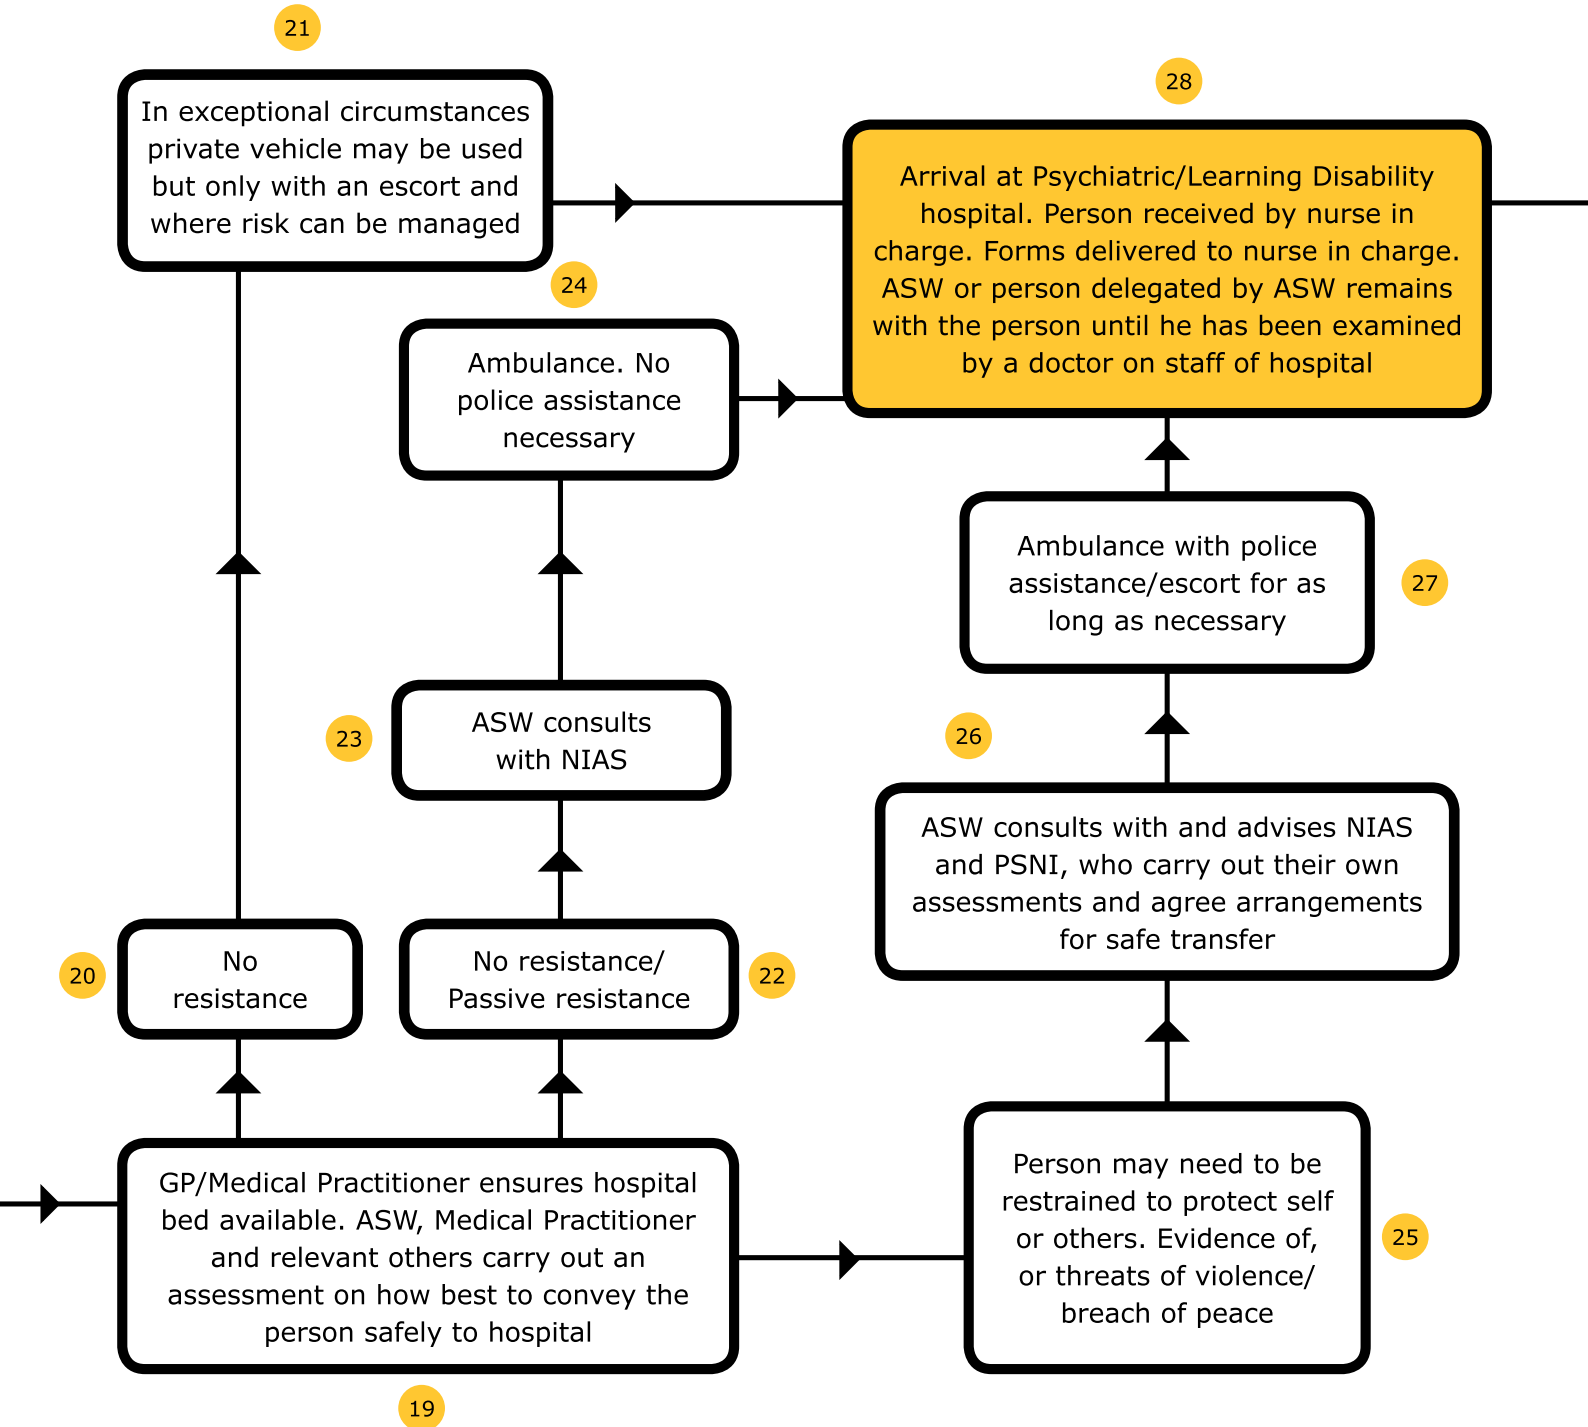 21
In exceptional circumstances
private vehicle may be used
but only with an escort and
where risk can be managed
28
Arrival at Psychiatric/Learning Disability
hospital. Person received by nurse in
charge. Forms delivered to nurse in charge.
ASW or person delegated by ASW remains
with the person until he has been examined
by a doctor on staff of hospital
24
Ambulance. No
police assistance
necessary
Ambulance with police
assistance/escort for as
long as necessary
27
23
ASW consults
with NIAS
26
ASW consults with and advises NIAS
and PSNI, who carry out their own
assessments and agree arrangements
for safe transfer
20
No
resistance
No resistance/
Passive resistance
22
GP/Medical Practitioner ensures hospital
bed available. ASW, Medical Practitioner
and relevant others carry out an
assessment on how best to convey the
person safely to hospital
19
Person may need to be
restrained to protect self
or others. Evidence of,
or threats of violence/
breach of peace
25